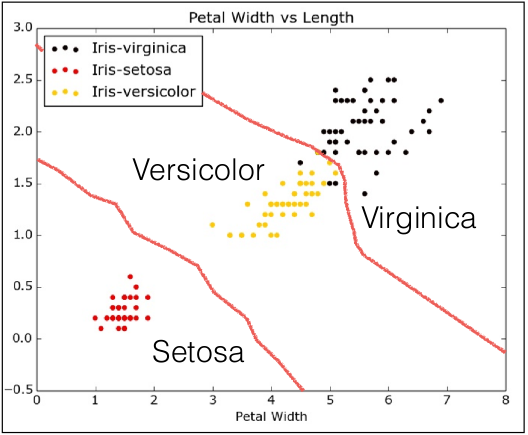 Petal Width vs Length
3.0
2.5
2.0
1.5
1.0
0.5
0.0
−0.5
Iris-virginica
Iris-setosa
Iris-versicolor
Versicolor
Virginica
Setosa
0 1 2 3 4 5 6 7 8
Petal Width